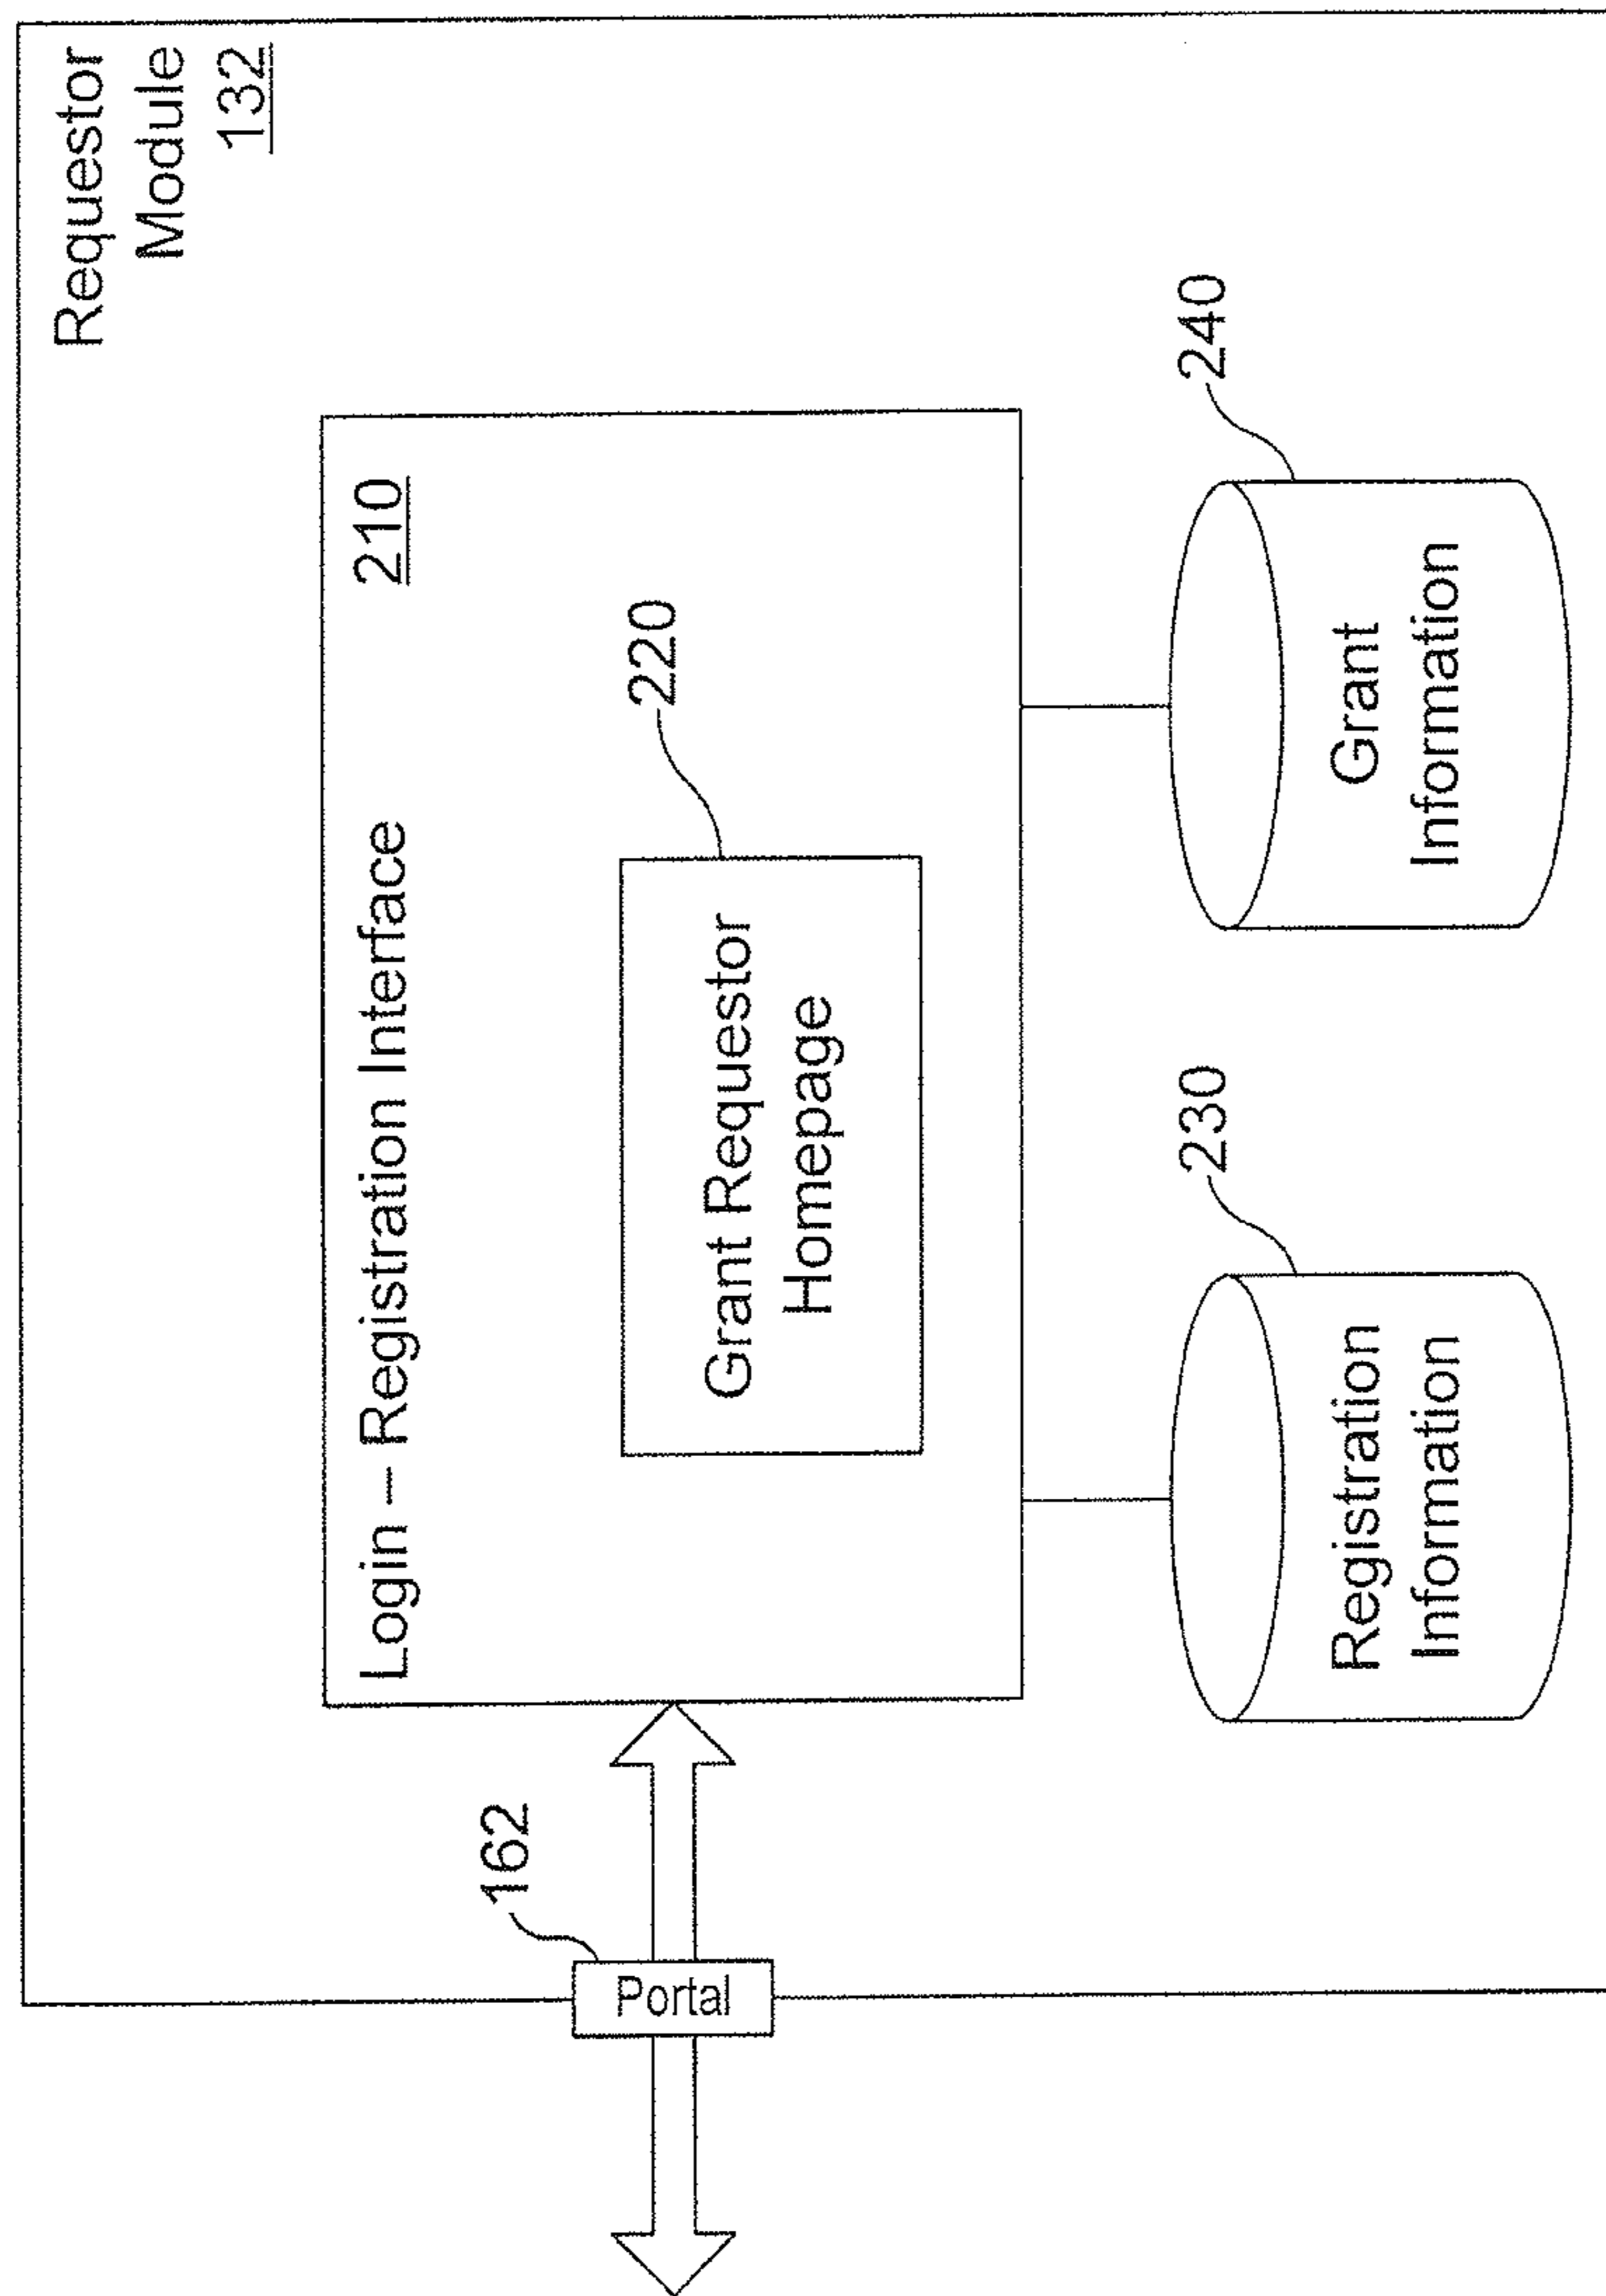 Requestor
Module
132
Login – Registration Interface
210
220
Grant Requestor
Homepage
162
Portal
230
240
Registration
Information
Grant
Information